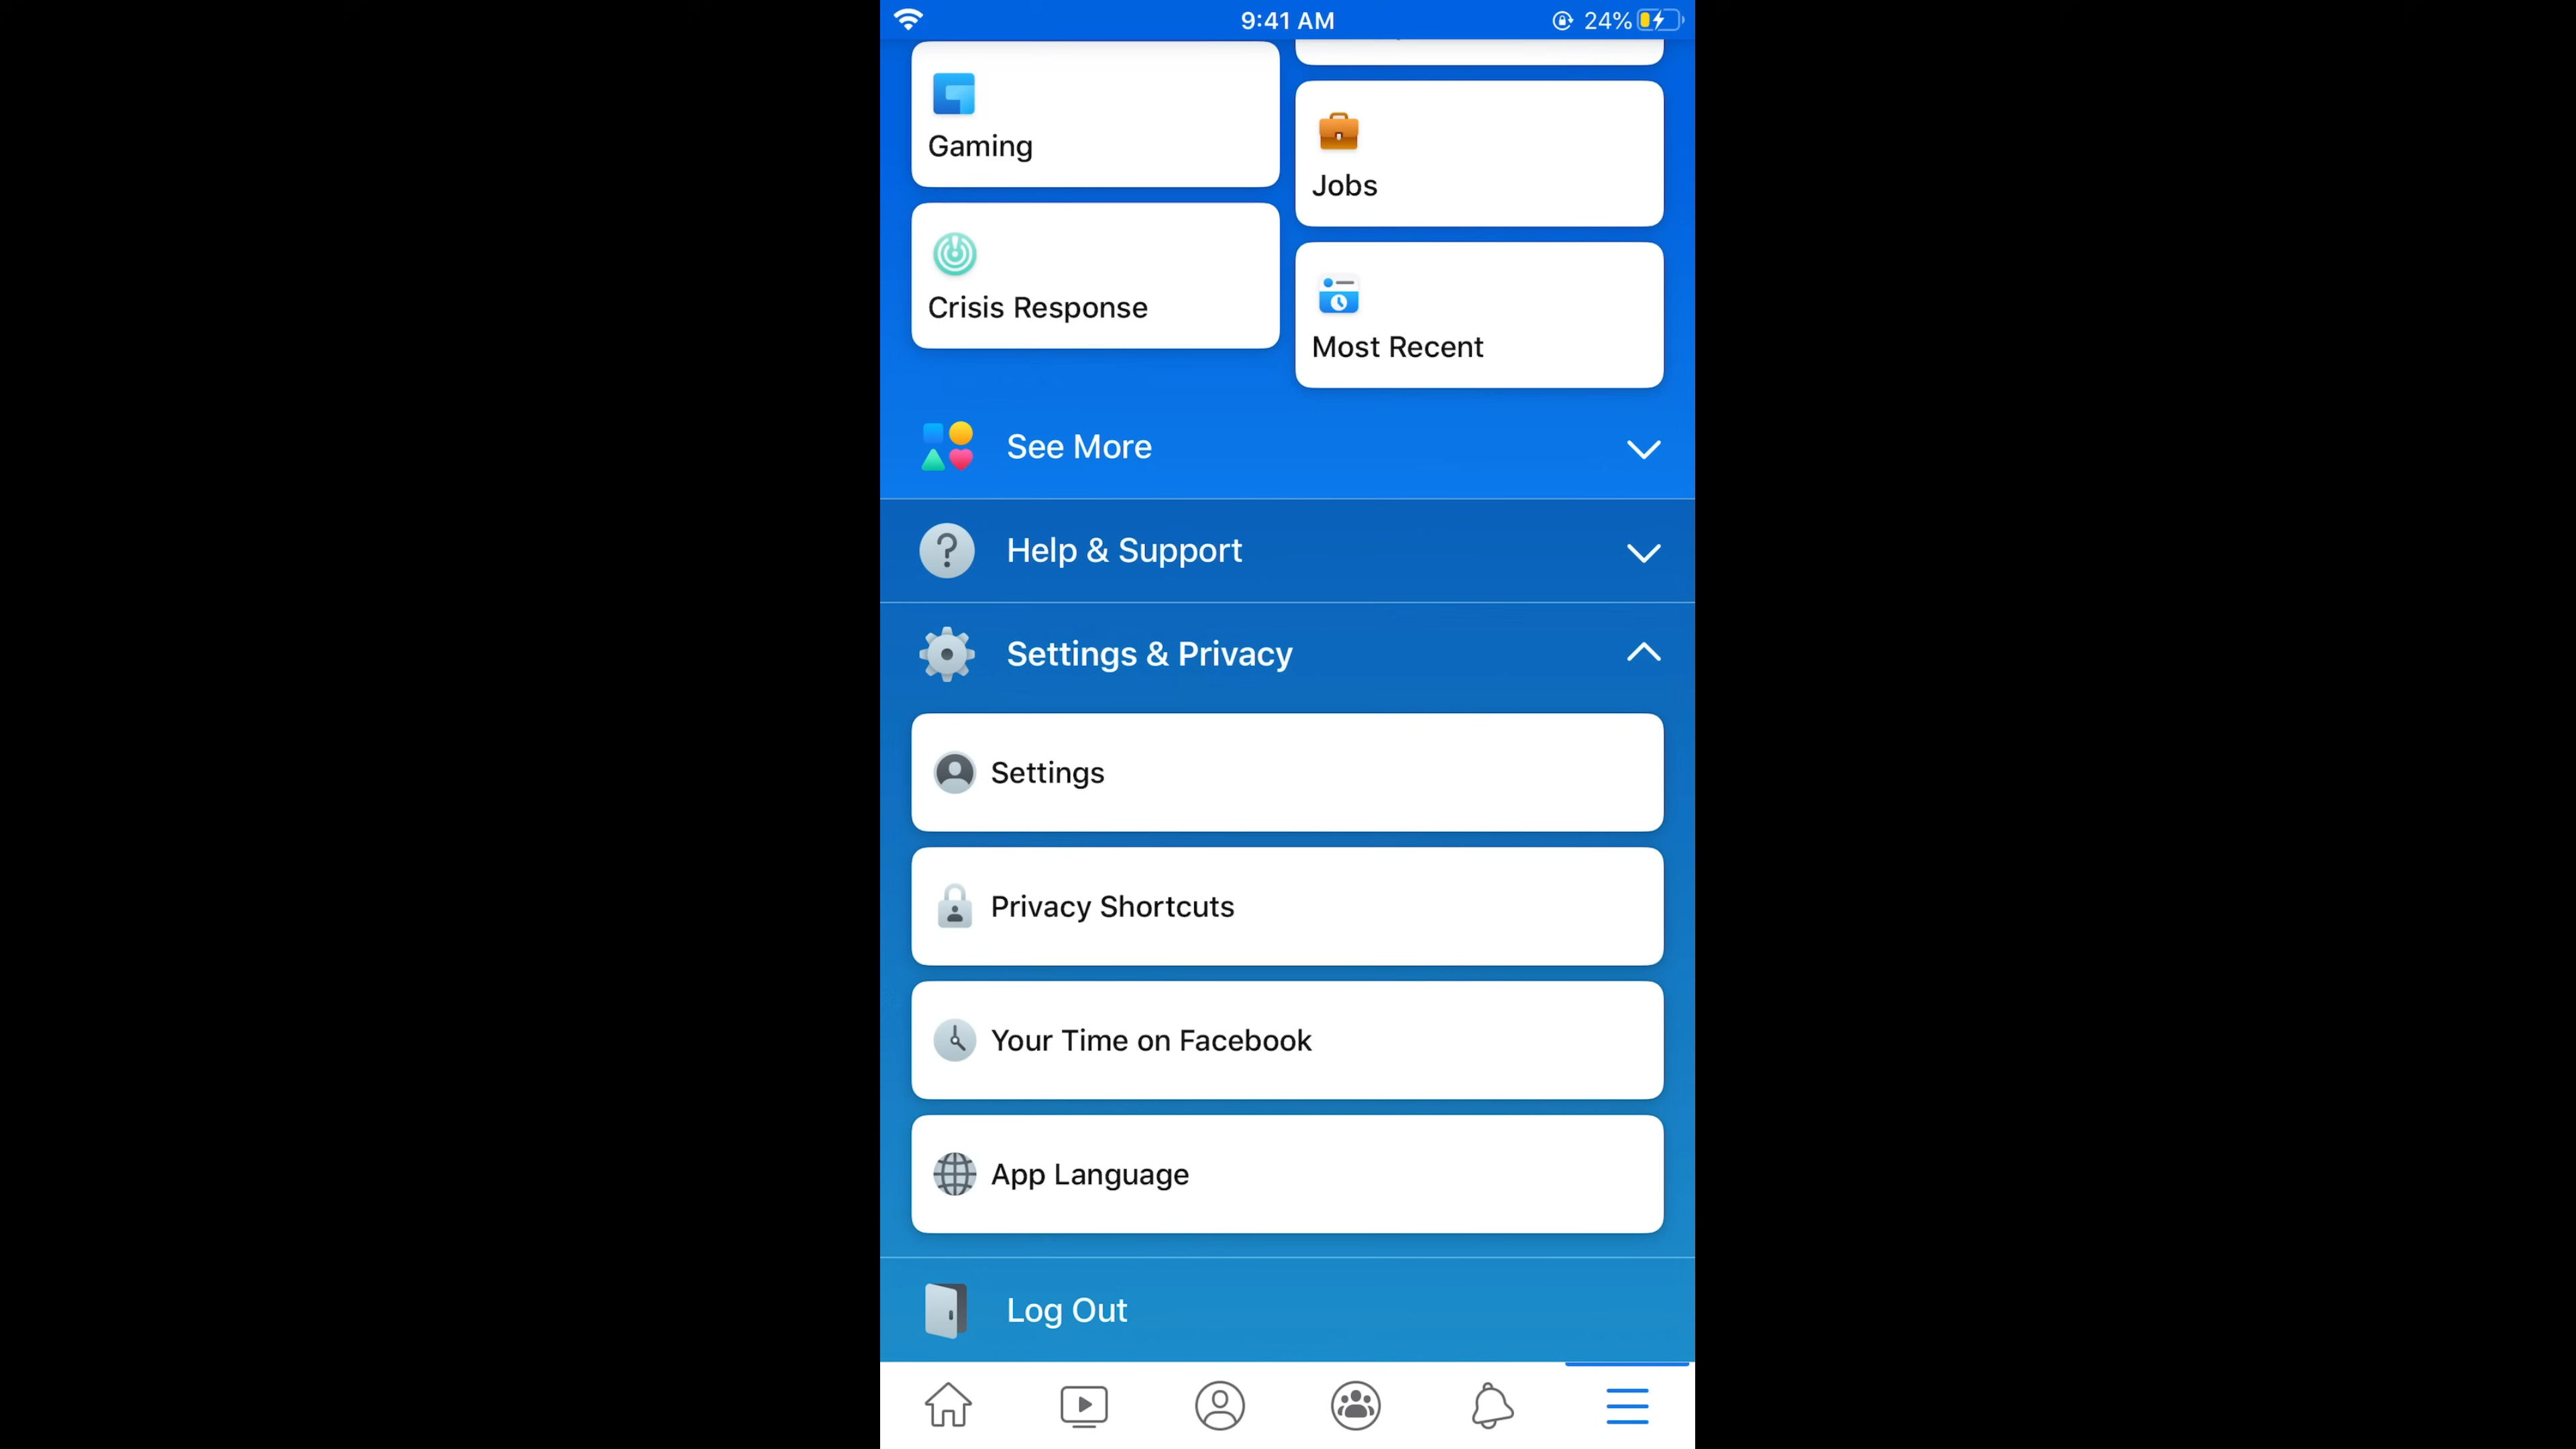 9:41 AM
24%
Gaming
Jobs
Crisis Response
Most Recent
See More
Help & Support
Settings & Privacy
Settings
Privacy Shortcuts
Your Time on Facebook
App Language
Log Out